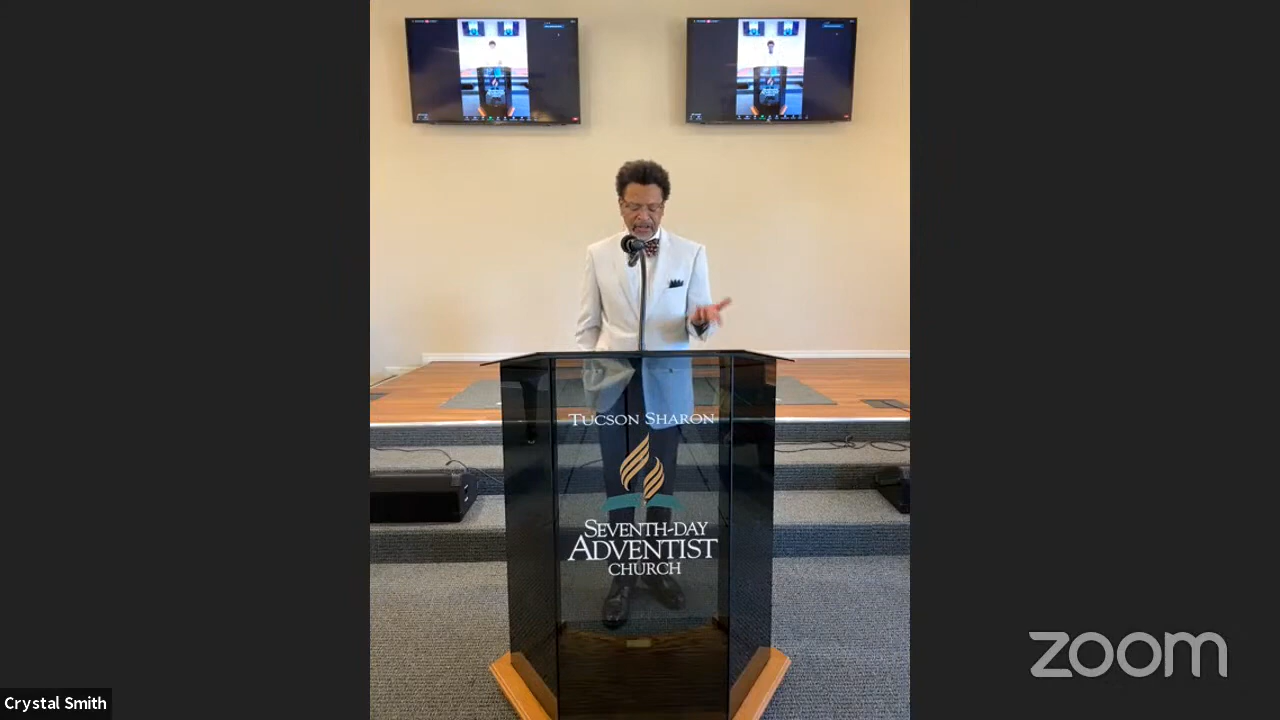 TUCSON SHARON
SEVENTH-DAY
ADVENTIST
CHURCH
zoom
Crystal Smith